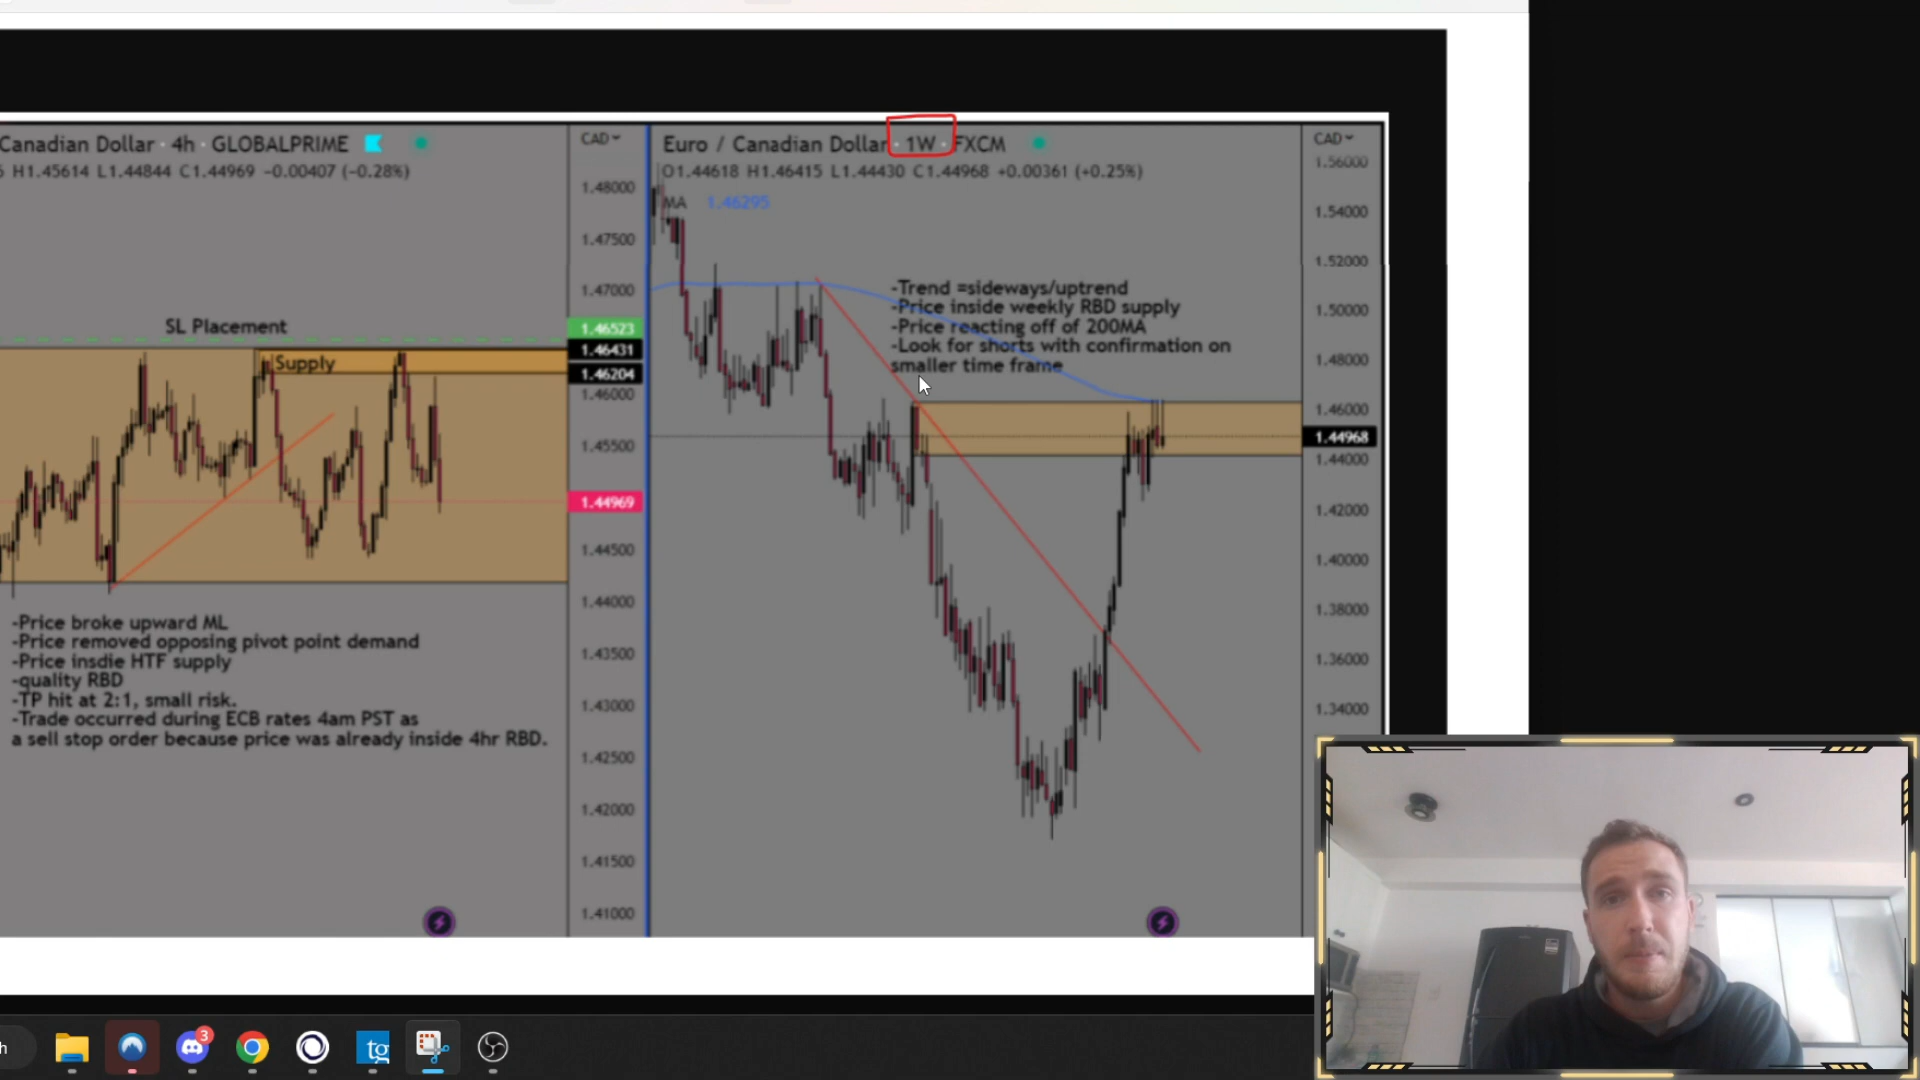 Canadian Dollar · 4h · GLOBALPRIME
H1.45614 L1.44844 C1.44969 −0.00407 (−0.28%)
CAD
1.48000
1.47500
1.47000
1.46523
1.46431
1.46204
1.46000
1.45500
1.44969
1.44500
1.44000
1.43500
1.43000
1.42500
1.42000
1.41500
1.41000
SL Placement
Supply
-Price broke upward ML
-Price removed opposing pivot point demand
-Price insdie HTF supply
-quality RBD
-TP hit at 2:1, small risk.
-Trade occurred during ECB rates 4am PST as
a sell stop order because price was already inside 4hr RBD.
Euro / Canadian Dollar · 1W · FXCM
O1.44618 H1.46415 L1.44430 C1.44968 +0.00361 (+0.25%)
MA 1.46295
-Trend =sideways/uptrend
-Price inside weekly RBD supply
-Price reacting off of 200MA
-Look for shorts with confirmation on
smaller time frame
CAD
1.56000
1.54000
1.52000
1.50000
1.48000
1.46000
1.44968
1.44000
1.42000
1.40000
1.38000
1.36000
1.34000
h
3
tg